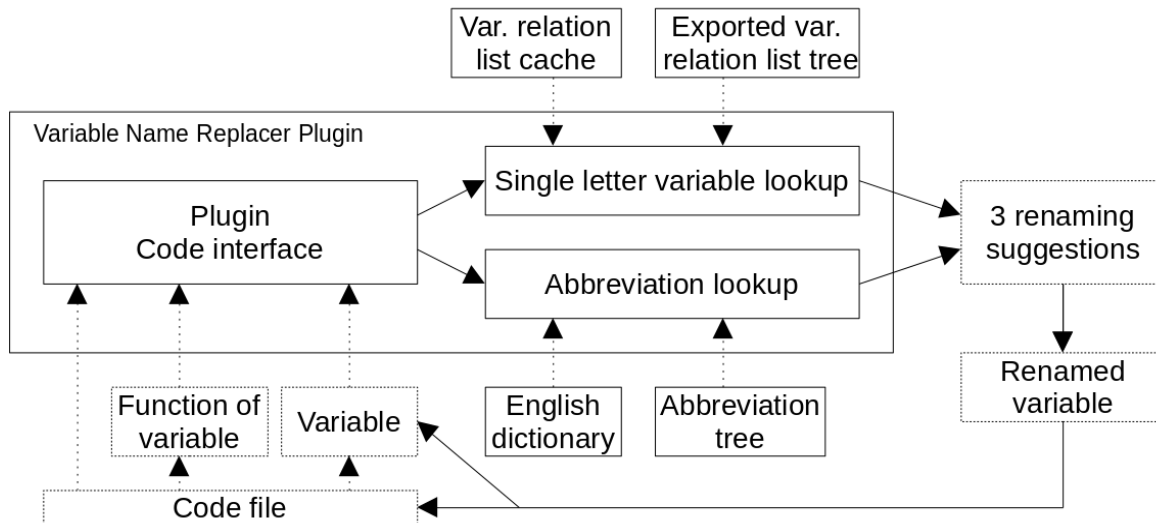 Var. relation
list cache
Exported var.
relation list tree
Variable Name Replacer Plugin
Single letter variable lookup
Plugin
Code interface
3 renaming
suggestions
Abbreviation lookup
Renamed
variable
Function of
variable
Variable
English
dictionary
Abbreviation
tree
Code file